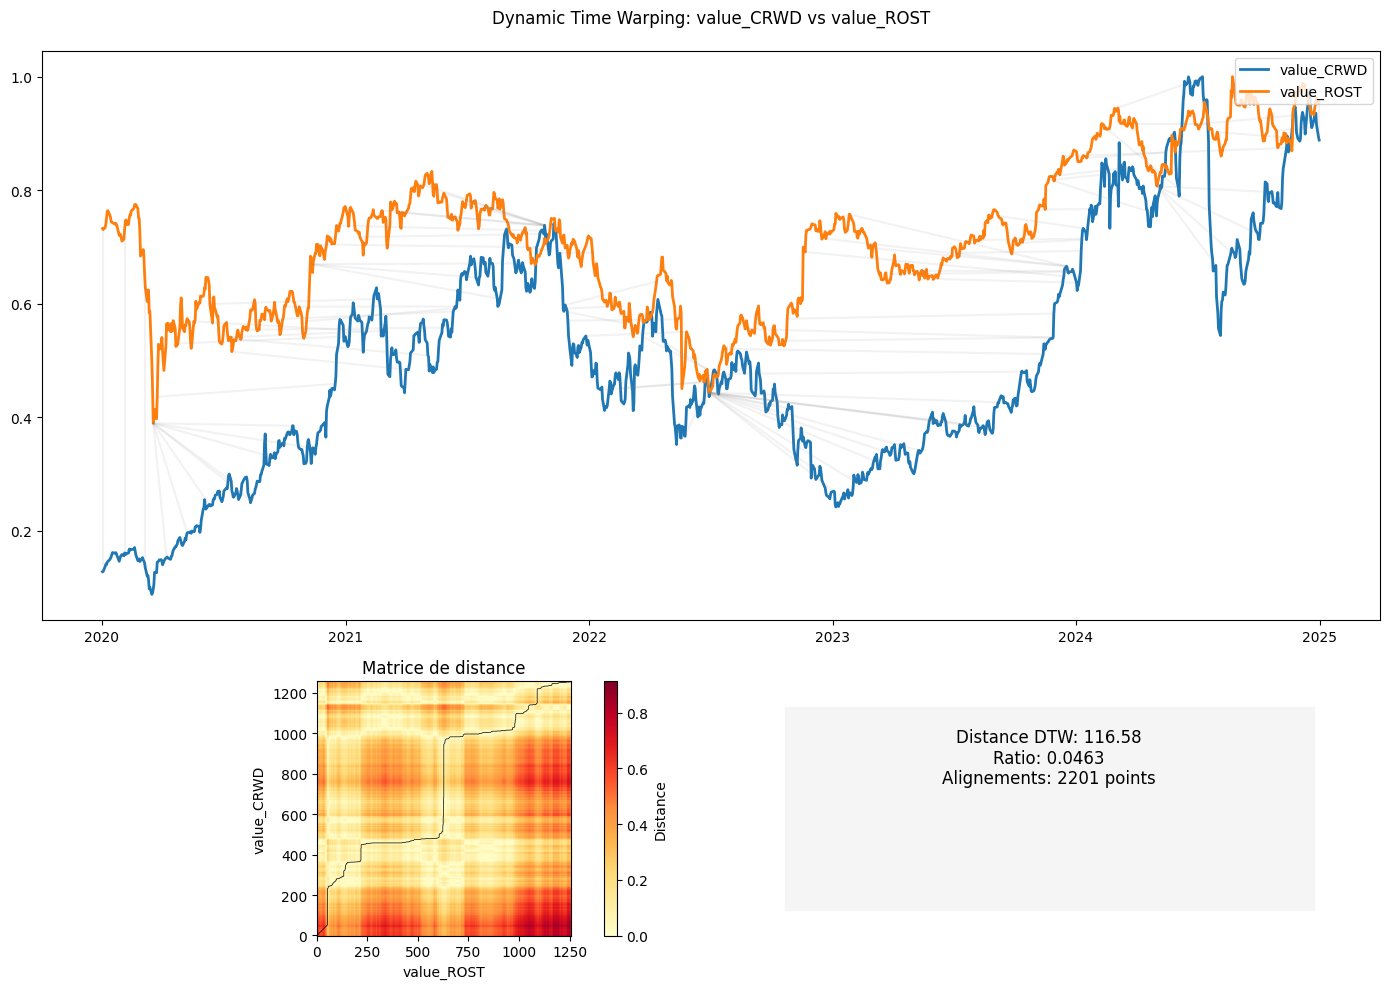 Dynamic Time Warping: value_CRWD vs value_ROST
value_CRWD
value_ROST
1.0
0.8
0.6
0.4
0.2
2020 2021 2022 2023 2024 2025
Matrice de distance
1200
1000
800
600
400
200
0
value_CRWD
0 250 500 750 1000 1250
value_ROST
0.8
0.6
0.4
0.2
0.0
Distance
Distance DTW: 116.58
Ratio: 0.0463
Alignements: 2201 points